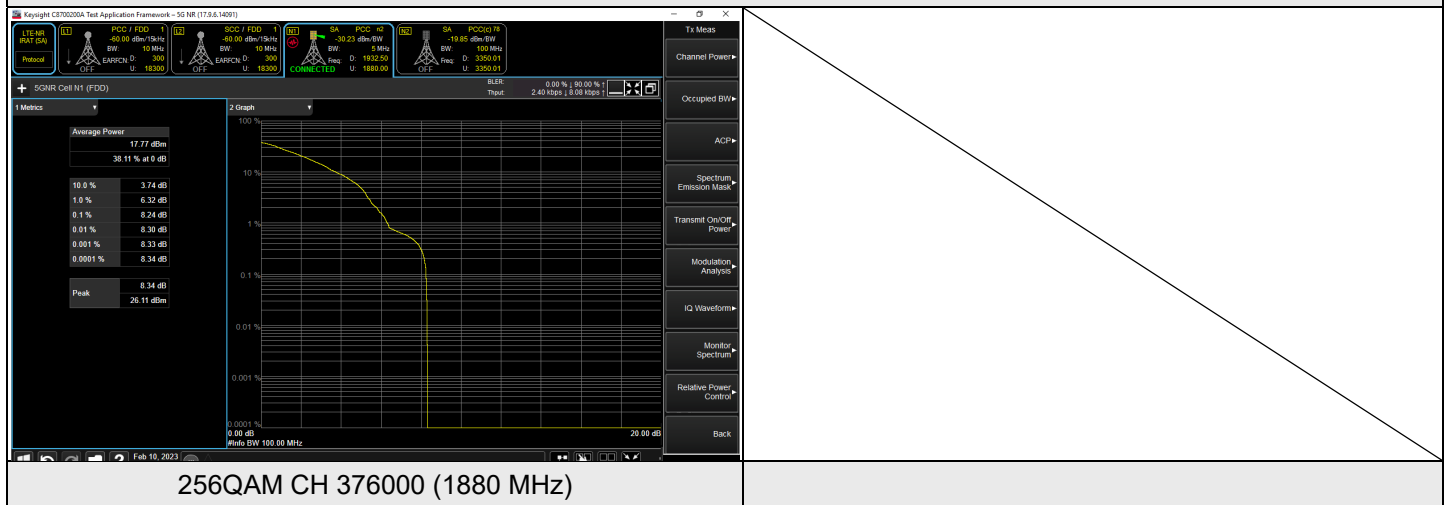 Keysight C8700200A Test Application Framework – 5G NR (17.9.6.14091)
LTE-NR
IRAT (SA)
Protocol
L1 PCC / FDD 1
-60.00 dBm/15kHz
BW: 10 MHz
EARFCN: D: 300
U: 18300
OFF
L2 SCC / FDD 1
-60.00 dBm/15kHz
BW: 10 MHz
EARFCN: D: 300
U: 18300
OFF
N1 SA PCC n2
-30.23 dBm/BW
BW: 5 MHz
Freq: D: 1932.50
U: 1880.00
CONNECTED
N2 SA PCC(c) 78
-19.85 dBm/BW
BW: 100 MHz
Freq: D: 3350.01
U: 3350.01
OFF
5GNR Cell N1 (FDD)
BLER: 0.00 % ↓ 90.00 % ↑
Thput: 2.40 kbps ↓ 8.08 kbps ↑
1 Metrics
Average Power
17.77 dBm
38.11 % at 0 dB
10.0 % 3.74 dB
1.0 % 6.32 dB
0.1 % 8.24 dB
0.01 % 8.30 dB
0.001 % 8.33 dB
0.0001 % 8.34 dB
Peak 8.34 dB
26.11 dBm
2 Graph
100 %
10 %
1 %
0.1 %
0.01 %
0.001 %
0.0001 %
0.00 dB 20.00 dB
#Info BW 100.00 MHz
Tx Meas
Channel Power
Occupied BW
ACP
Spectrum
Emission Mask
Transmit On/Off
Power
Modulation
Analysis
IQ Waveform
Monitor
Spectrum
Relative Power
Control
Back
Feb 10, 2023
256QAM CH 376000 (1880 MHz)